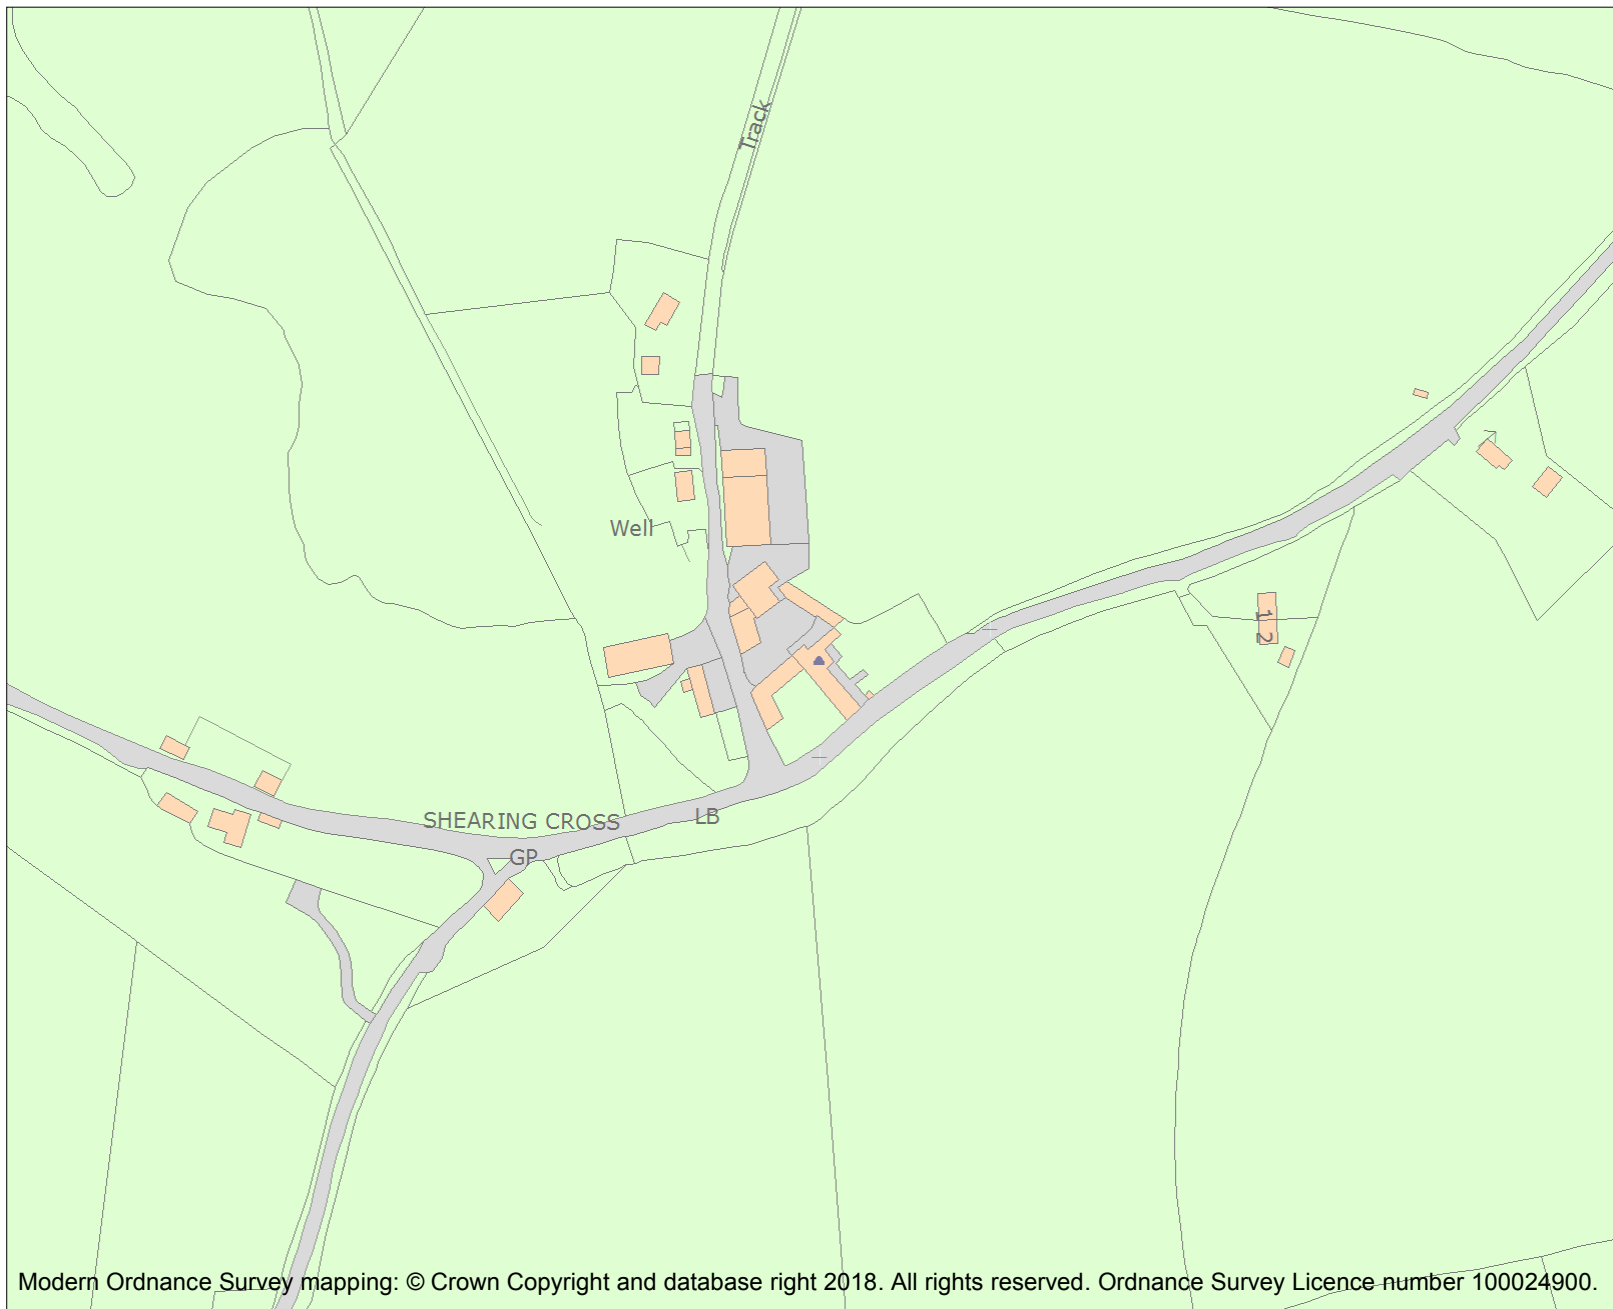 Track
Well
1
2
SHEARING CROSS
LB
GP
Modern Ordnance Survey mapping: © Crown Copyright and database right 2018. All rights reserved. Ordnance Survey Licence number 100024900.